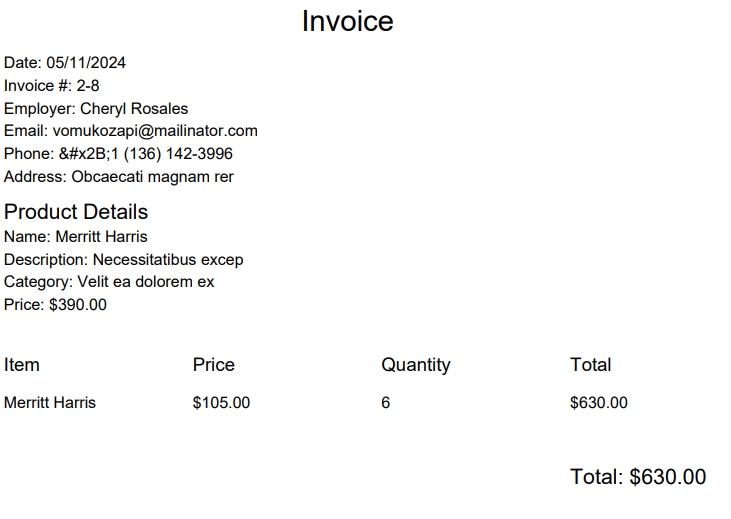 Invoice
Date: 05/11/2024
Invoice #: 2-8
Employer: Cheryl Rosales
Email: vomukozapi@mailinator.com
Phone: &#x2B;1 (136) 142-3996
Address: Obcaecati magnam rer
Product Details
Name: Merritt Harris
Description: Necessitatibus excep
Category: Velit ea dolorem ex
Price: $390.00
Item Price Quantity Total
Merritt Harris $105.00 6 $630.00
Total: $630.00